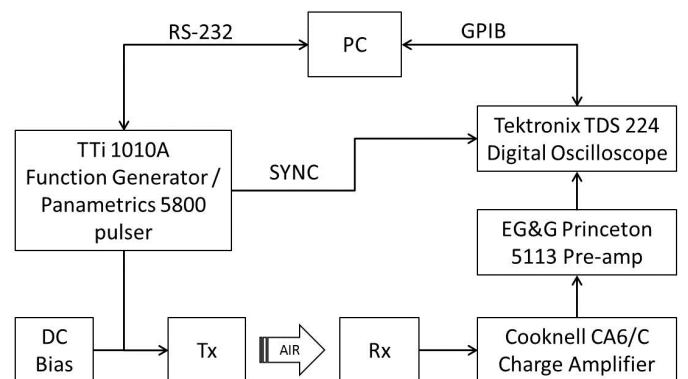 RS-232
PC
GPIB
TTi 1010A
Function Generator /
Panametrics 5800
pulser
SYNC
Tektronix TDS 224
Digital Oscilloscope
EG&G Princeton
5113 Pre-amp
DC
Bias
Tx
AIR
Rx
Cooknell CA6/C
Charge Amplifier